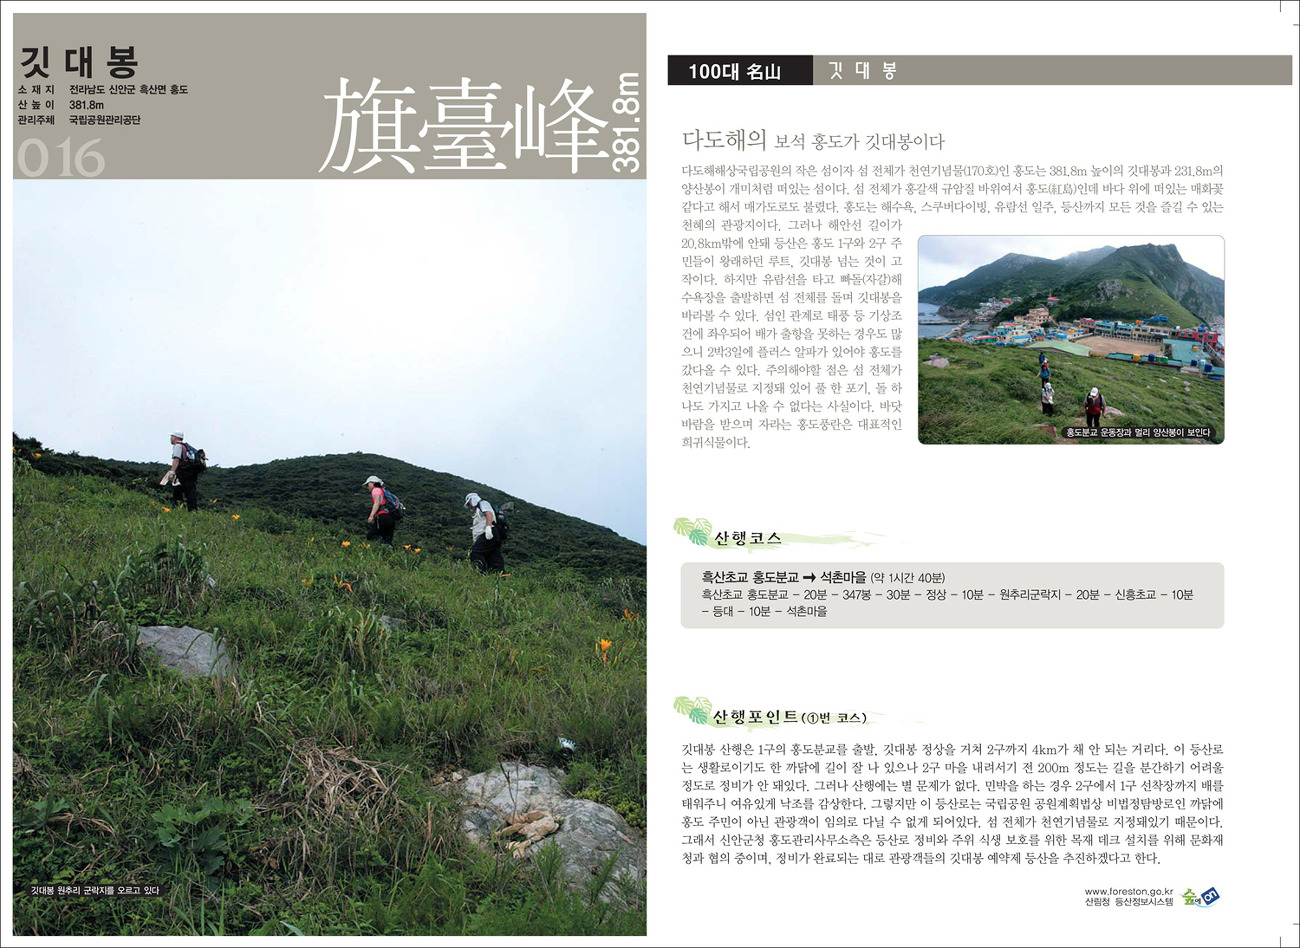 깃대봉
소재지 전라남도 신안군 흑산면 홍도
산높이 381.8m
관리주체 국립공원관리공단
016
旗臺峰
381.8m
깃대봉 원추리 군락지를 오르고 있다
100대 名山 깃대봉
다도해의 보석 홍도가 깃대봉이다
다도해해상국립공원의 작은 섬이자 섬 전체가 천연기념물(170호)인 홍도는 381.8m 높이의 깃대봉과 231.8m의
양산봉이 개미처럼 떠있는 섬이다. 섬 전체가 홍갈색 규암질 바위여서 홍도(紅島)인데 바다 위에 떠있는 매화꽃
같다고 해서 매가도로도 불렸다. 홍도는 해수욕, 스쿠버다이빙, 유람선 일주, 등산까지 모든 것을 즐길 수 있는
천혜의 관광지이다. 그러나 해안선 길이가
20.8km밖에 안돼 등산은 홍도 1구와 2구 주
민들이 왕래하던 루트, 깃대봉 넘는 것이 고
작이다. 하지만 유람선을 타고 빠돌(자갈)해
수욕장을 출발하면 섬 전체를 돌며 깃대봉을
바라볼 수 있다. 섬인 관계로 태풍 등 기상조
건에 좌우되어 배가 출항을 못하는 경우도 많
으니 2박3일에 플러스 알파가 있어야 홍도를
갔다올 수 있다. 주의해야할 점은 섬 전체가
천연기념물로 지정돼 있어 풀 한 포기, 돌 하
나도 가지고 나올 수 없다는 사실이다. 바닷
바람을 받으며 자라는 홍도풍란은 대표적인
희귀식물이다.
홍도분교 운동장과 멀리 양산봉이 보인다
산행코스
흑산초교 홍도분교 ➞ 석촌마을 (약 1시간 40분)
흑산초교 홍도분교 - 20분 - 347봉 - 30분 - 정상 - 10분 - 원추리군락지 - 20분 - 신흥초교 - 10분
- 등대 - 10분 - 석촌마을
산행포인트(①번 코스)
깃대봉 산행은 1구의 홍도분교를 출발, 깃대봉 정상을 거쳐 2구까지 4km가 채 안 되는 거리다. 이 등산로
는 생활로이기도 한 까닭에 길이 잘 나 있으나 2구 마을 내려서기 전 200m 정도는 길을 분간하기 어려울
정도로 정비가 안 돼있다. 그러나 산행에는 별 문제가 없다. 민박을 하는 경우 2구에서 1구 선착장까지 배를
태워주니 여유있게 낙조를 감상한다. 그렇지만 이 등산로는 국립공원 공원계획법상 비법정탐방로인 까닭에
홍도 주민이 아닌 관광객이 임의로 다닐 수 없게 되어있다. 섬 전체가 천연기념물로 지정돼있기 때문이다.
그래서 신안군청 홍도관리사무소측은 등산로 정비와 주위 식생 보호를 위한 목재 데크 설치를 위해 문화재
청과 협의 중이며, 정비가 완료되는 대로 관광객들의 깃대봉 예약제 등산을 추진하겠다고 한다.
www.foreston.go.kr
산림청 등산정보시스템
숲에on